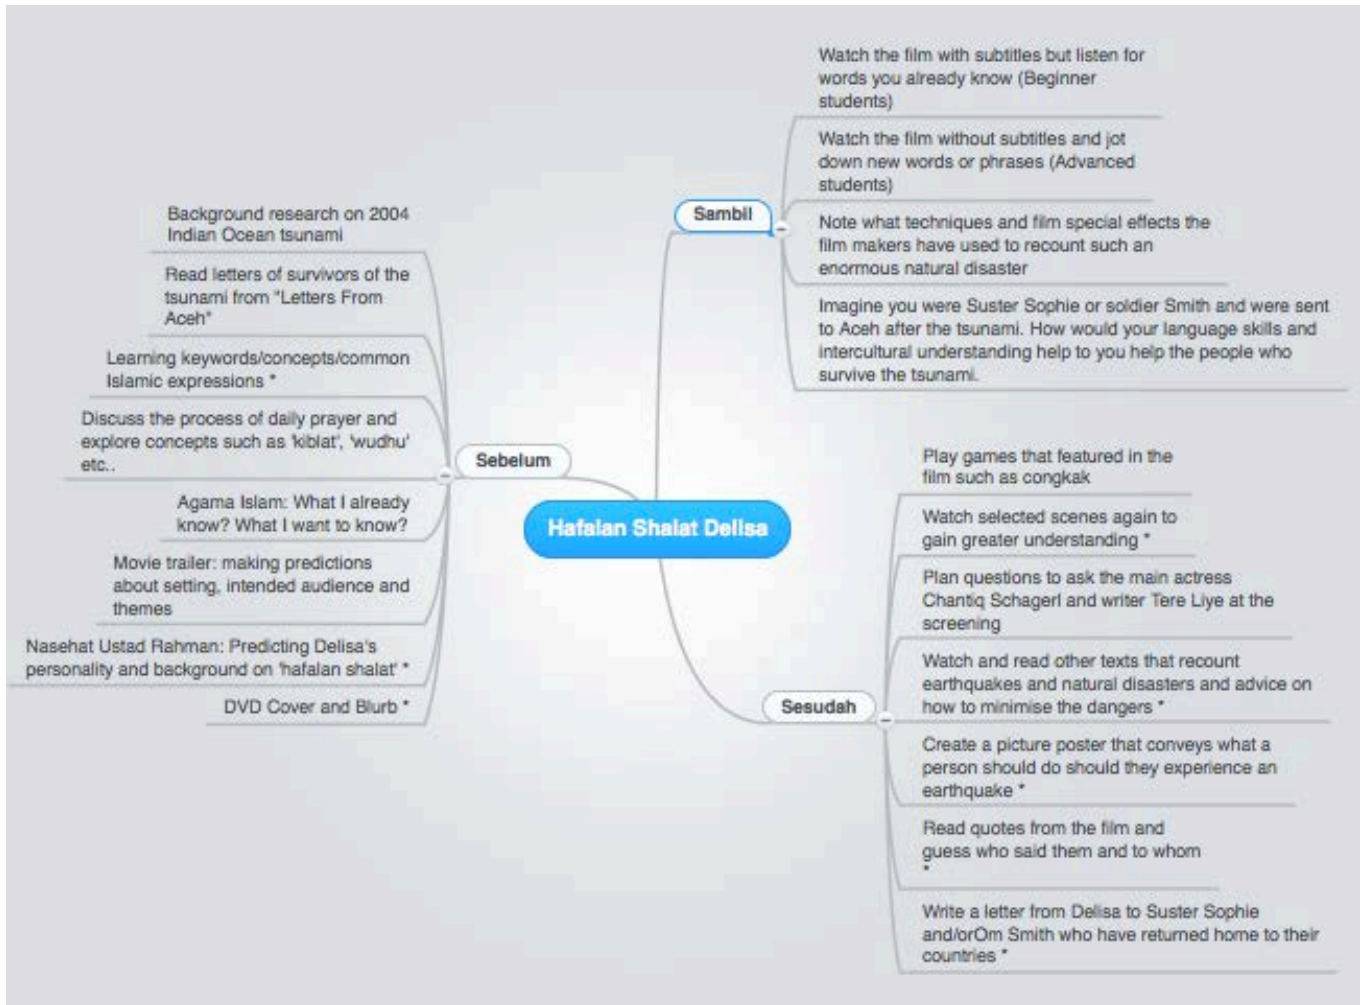 Hafalan Shalat Delisa
Sebelum
Background research on 2004
Indian Ocean tsunami
Read letters of survivors of the
tsunami from "Letters From
Aceh"
Learning keywords/concepts/common
Islamic expressions *
Discuss the process of daily prayer and
explore concepts such as 'kiblat', 'wudhu'
etc..
Agama Islam: What I already
know? What I want to know?
Movie trailer: making predictions
about setting, intended audience and
themes
Nasehat Ustad Rahman: Predicting Delisa's
personality and background on 'hafalan shalat' *
DVD Cover and Blurb *
Sambil
Watch the film with subtitles but listen for
words you already know (Beginner
students)
Watch the film without subtitles and jot
down new words or phrases (Advanced
students)
Note what techniques and film special effects the
film makers have used to recount such an
enormous natural disaster
Imagine you were Suster Sophie or soldier Smith and were sent
to Aceh after the tsunami. How would your language skills and
intercultural understanding help to you help the people who
survive the tsunami.
Sesudah
Play games that featured in the
film such as congkak
Watch selected scenes again to
gain greater understanding *
Plan questions to ask the main actress
Chantiq Schagerl and writer Tere Liye at the
screening
Watch and read other texts that recount
earthquakes and natural disasters and advice on
how to minimise the dangers *
Create a picture poster that conveys what a
person should do should they experience an
earthquake *
Read quotes from the film and
guess who said them and to whom
*
Write a letter from Delisa to Suster Sophie
and/orOm Smith who have returned home to their
countries *